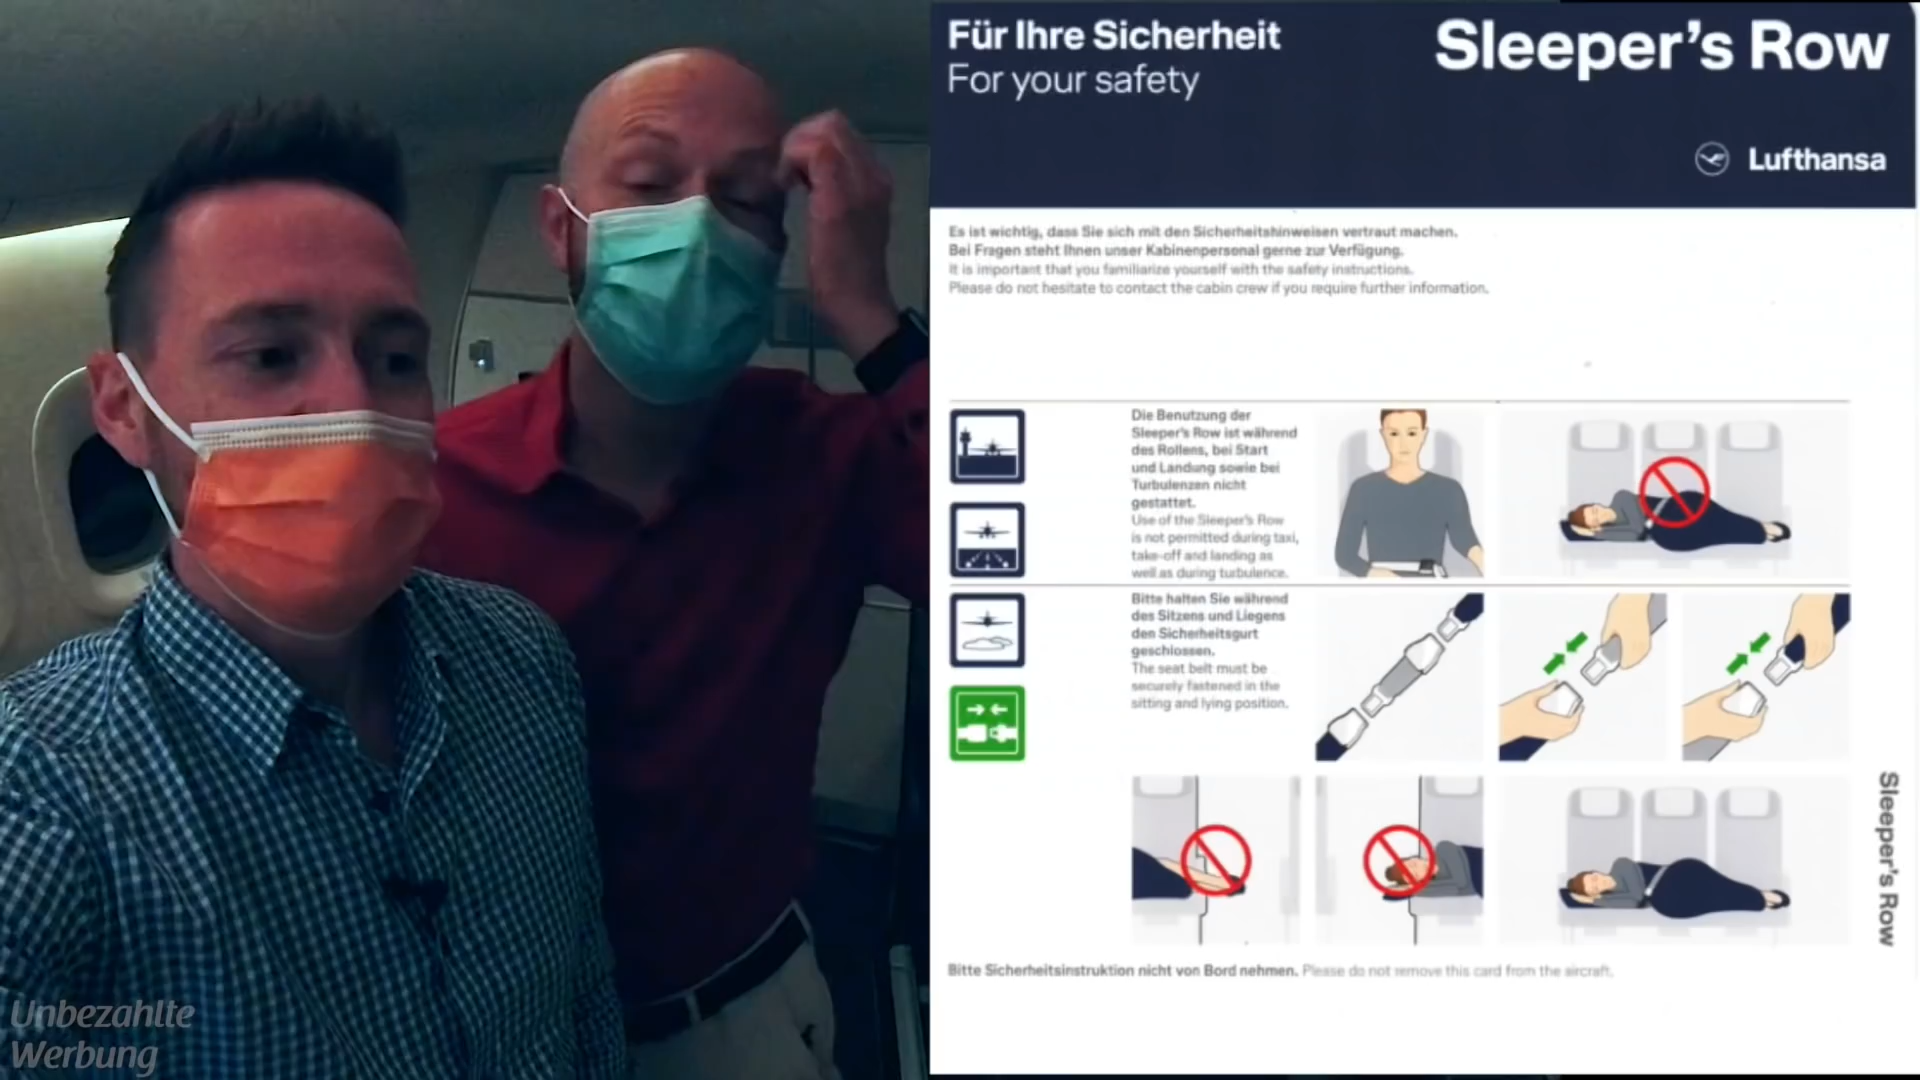 Für Ihre Sicherheit
For your safety
Sleeper's Row
Lufthansa
Es ist wichtig, dass Sie sich mit den Sicherheitshinweisen vertraut machen.
Bei Fragen steht Ihnen unser Kabinenpersonal gerne zur Verfügung.
It is important that you familiarize yourself with the safety instructions.
Please do not hesitate to contact the cabin crew if you require further information.
Die Benutzung der
Sleeper's Row ist während
des Rollens, bei Start
und Landung sowie bei
Turbulenzen nicht
gestattet.
Use of the Sleeper's Row
is not permitted during taxi,
take-off and landing as
well as during turbulence.
Bitte halten Sie während
des Sitzens und Liegens
den Sicherheitsgurt
geschlossen.
The seat belt must be
securely fastened in the
sitting and lying position.
Sleeper's Row
Bitte Sicherheitsinstruktion nicht von Bord nehmen. Please do not remove this card from the aircraft.
Unbezahlte
Werbung